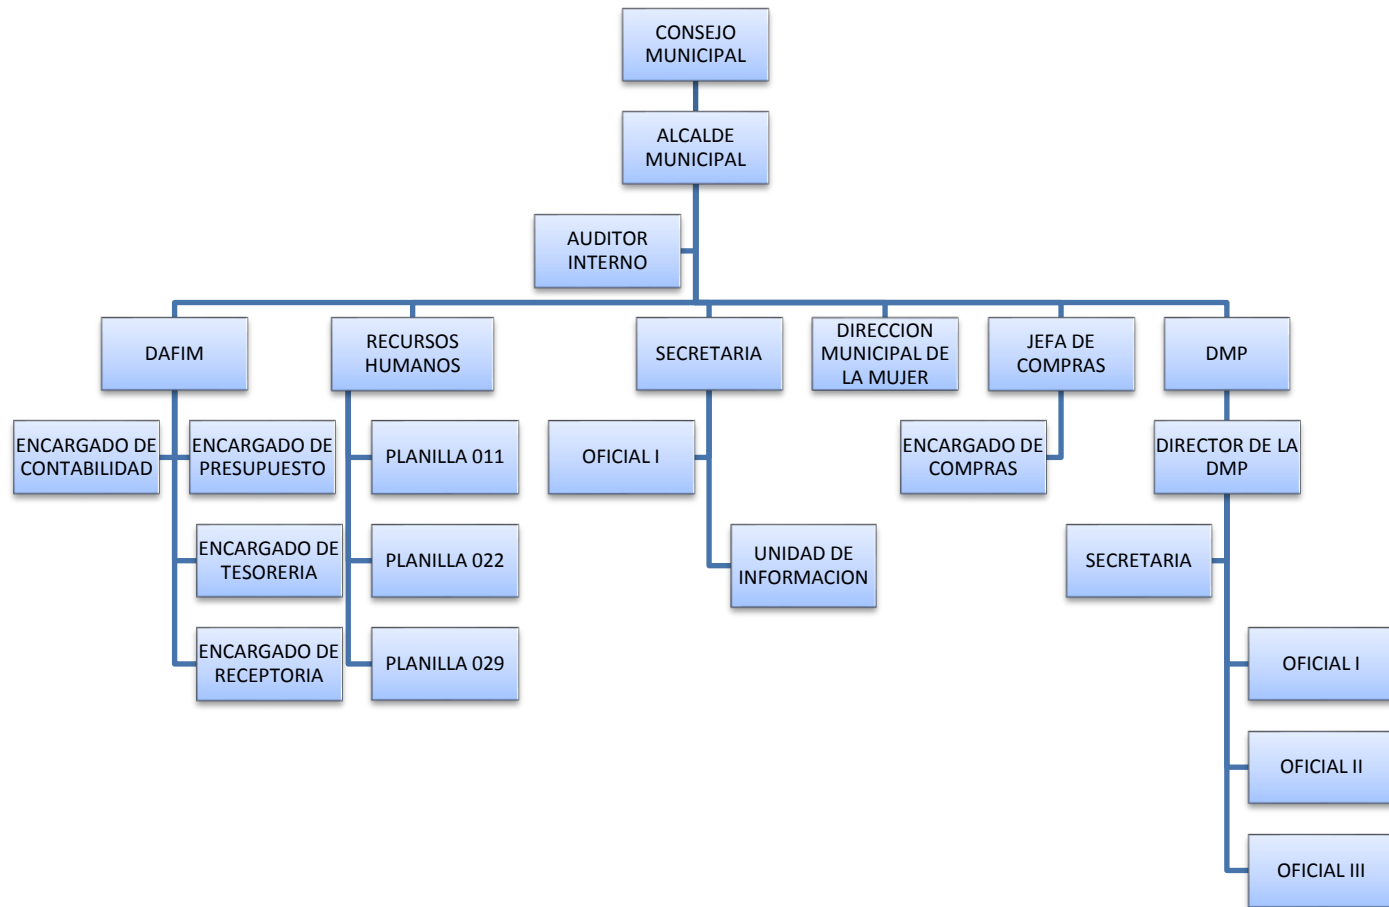 CONSEJO
MUNICIPAL
ALCALDE
MUNICIPAL
AUDITOR
INTERNO
DAFIM
RECURSOS
HUMANOS
SECRETARIA
DIRECCION
MUNICIPAL DE
LA MUJER
JEFA DE
COMPRAS
DMP
ENCARGADO DE
CONTABILIDAD
ENCARGADO DE
PRESUPUESTO
PLANILLA 011
OFICIAL I
ENCARGADO DE
COMPRAS
DIRECTOR DE LA
DMP
ENCARGADO DE
TESORERIA
PLANILLA 022
UNIDAD DE
INFORMACION
SECRETARIA
ENCARGADO DE
RECEPTORIA
PLANILLA 029
OFICIAL I
OFICIAL II
OFICIAL III